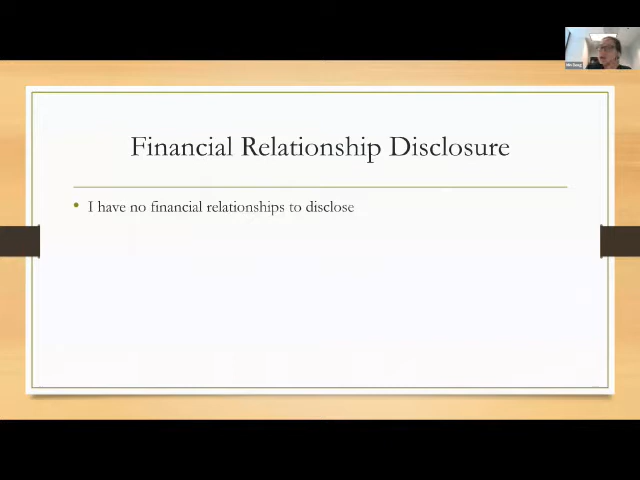 Financial Relationship Disclosure
• I have no financial relationships to disclose